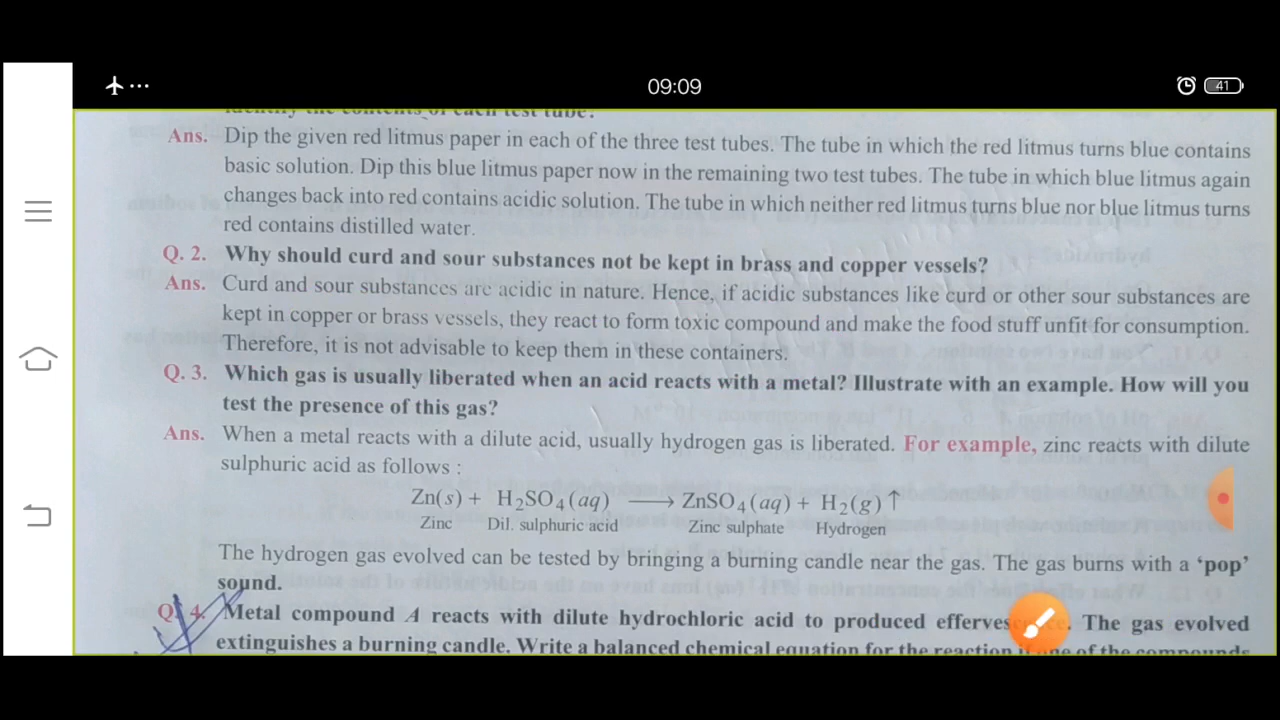 09:09
41
identify the contents of each test tube.
Ans. Dip the given red litmus paper in each of the three test tubes. The tube in which the red litmus turns blue contains
basic solution. Dip this blue litmus paper now in the remaining two test tubes. The tube in which blue litmus again
changes back into red contains acidic solution. The tube in which neither red litmus turns blue nor blue litmus turns
red contains distilled water.
Q. 2. Why should curd and sour substances not be kept in brass and copper vessels?
Ans. Curd and sour substances are acidic in nature. Hence, if acidic substances like curd or other sour substances are
kept in copper or brass vessels, they react to form toxic compound and make the food stuff unfit for consumption.
Therefore, it is not advisable to keep them in these containers.
Q. 3. Which gas is usually liberated when an acid reacts with a metal? Illustrate with an example. How will you
test the presence of this gas?
Ans. When a metal reacts with a dilute acid, usually hydrogen gas is liberated. For example, zinc reacts with dilute
sulphuric acid as follows :
Zn(s) + H₂SO₄(aq) ⟶ ZnSO₄(aq) + H₂(g)↑
Zinc Dil. sulphuric acid Zinc sulphate Hydrogen
The hydrogen gas evolved can be tested by bringing a burning candle near the gas. The gas burns with a ‘pop’
sound.
Q. 4. Metal compound A reacts with dilute hydrochloric acid to produced The gas evolved
extinguishes a burning candle. Write a balanced chemical equation for the reaction if one of the compounds